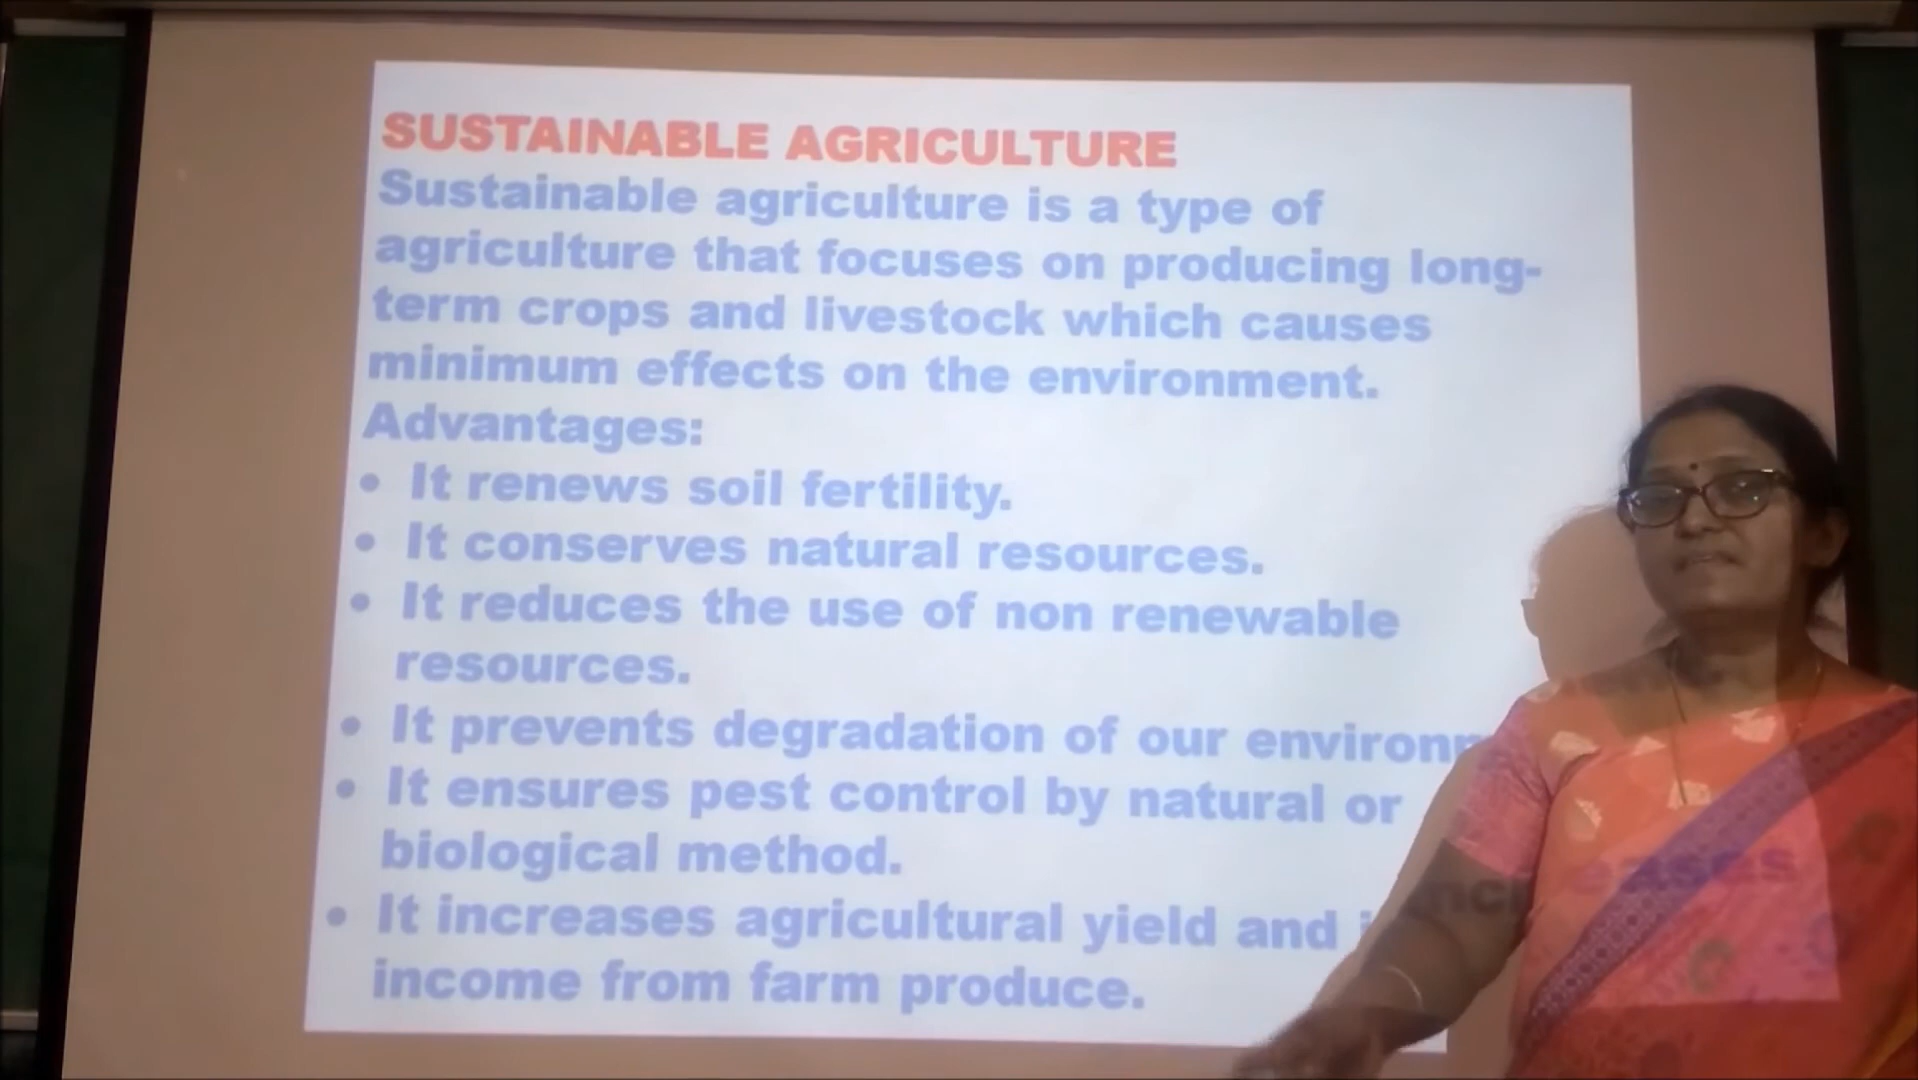 SUSTAINABLE AGRICULTURE
Sustainable agriculture is a type of
agriculture that focuses on producing long-
term crops and livestock which causes
minimum effects on the environment.
Advantages:
• It renews soil fertility.
• It conserves natural resources.
• It reduces the use of non renewable
resources.
• It prevents degradation of our
• It ensures pest control by natural or
biological method.
• It increases agricultural yield and increases
income from farm produce.